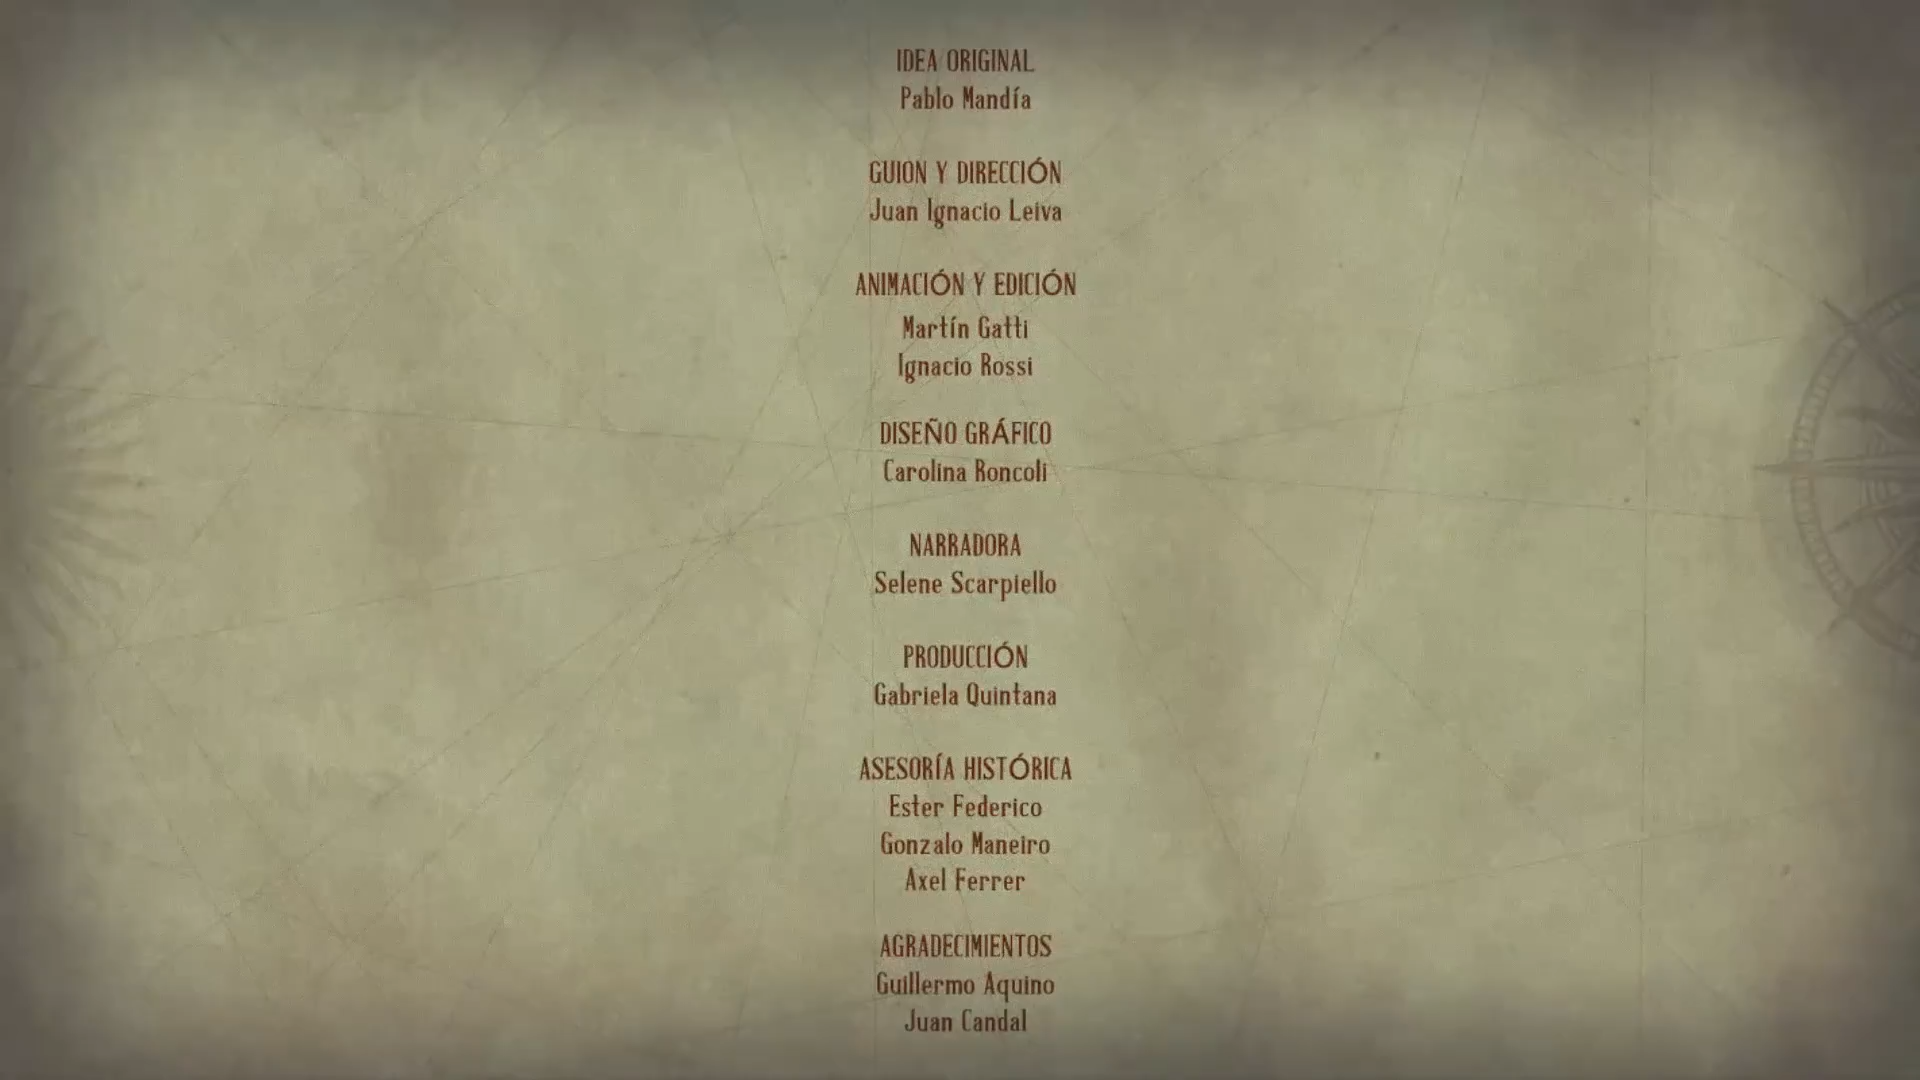 IDEA ORIGINAL
Pablo Mandía
GUION Y DIRECCIÓN
Juan Ignacio Leiva
ANIMACIÓN Y EDICIÓN
Martín Gatti
Ignacio Rossi
DISEÑO GRÁFICO
Carolina Roncoli
NARRADORA
Selene Scarpiello
PRODUCCIÓN
Gabriela Quintana
ASESORÍA HISTÓRICA
Ester Federico
Gonzalo Maneiro
Axel Ferrer
AGRADECIMIENTOS
Guillermo Aquino
Juan Candal